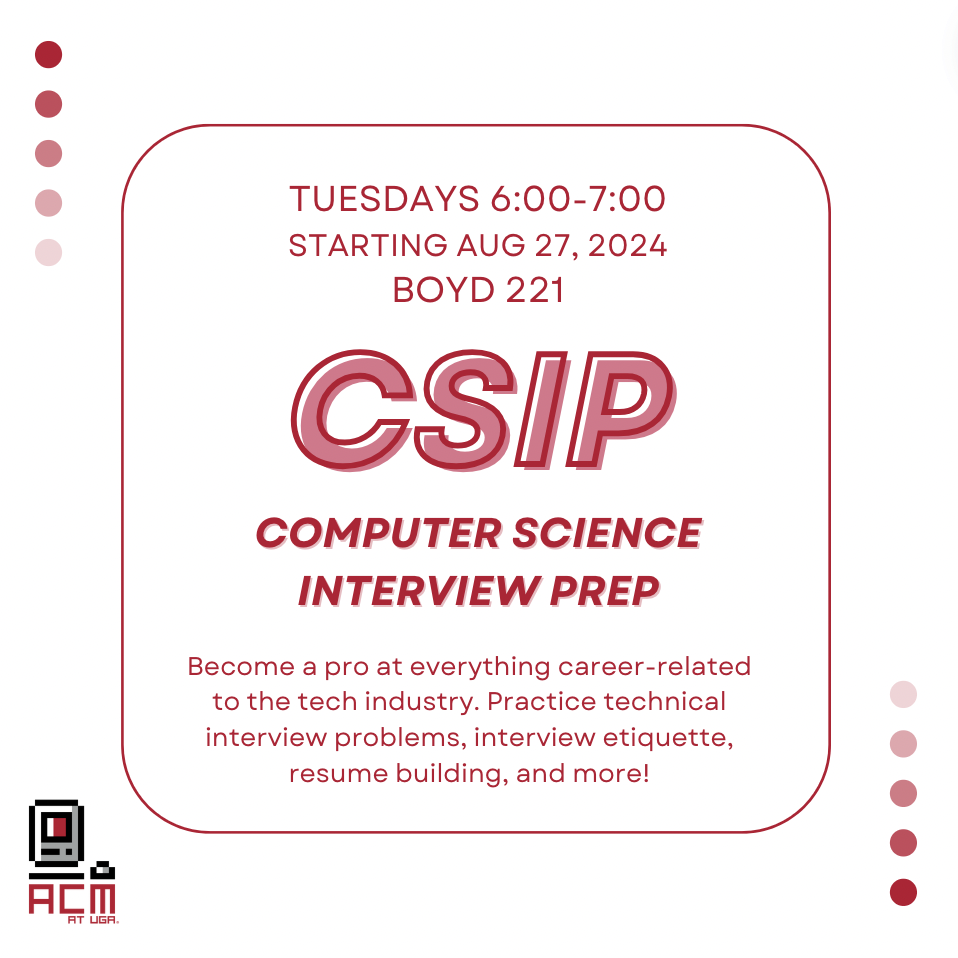 TUESDAYS 6:00-7:00
STARTING AUG 27, 2024
BOYD 221
CSIP
COMPUTER SCIENCE
INTERVIEW PREP
Become a pro at everything career-related
to the tech industry. Practice technical
interview problems, interview etiquette,
resume building, and more!
ACM
AT UGA.